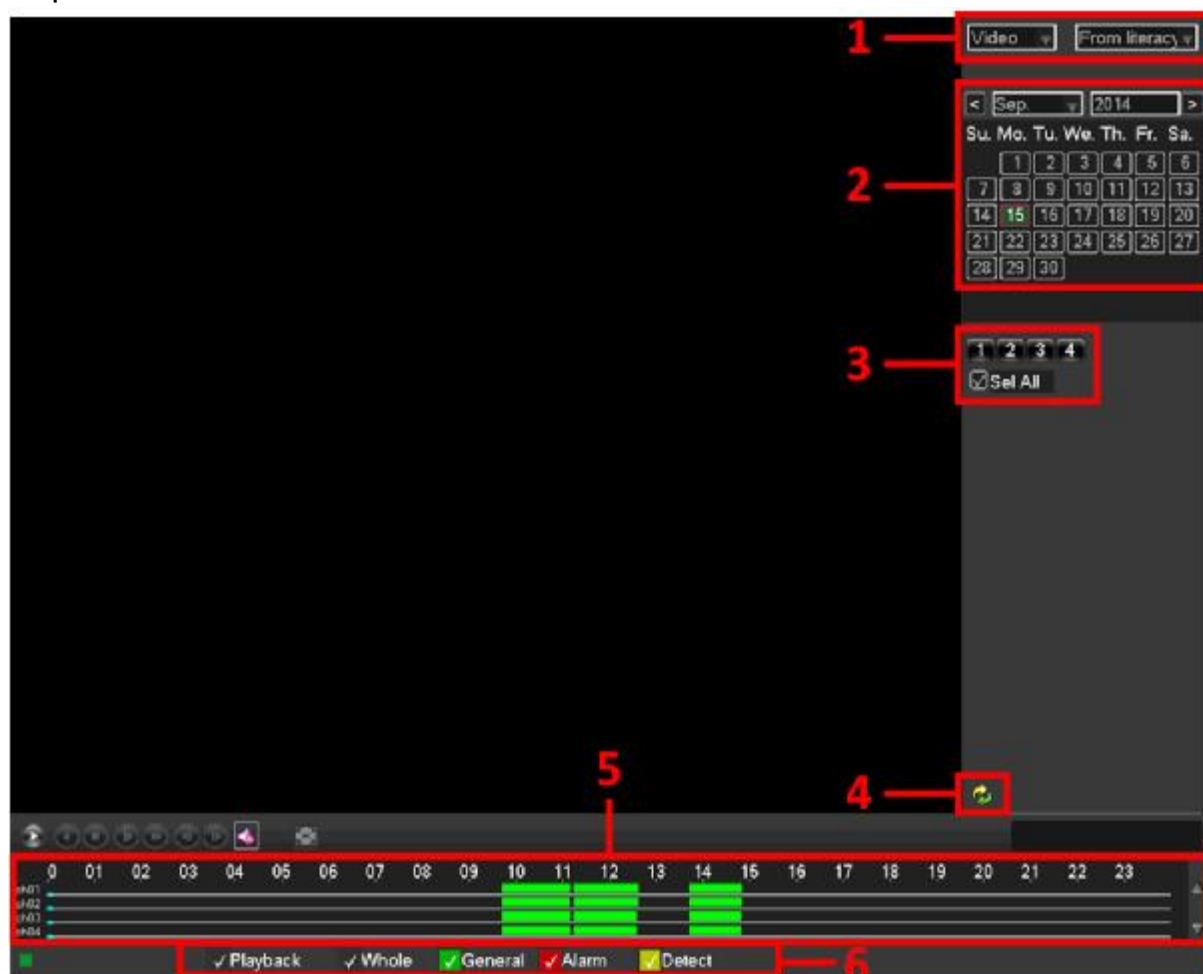 1
Video From literacy
< Sep. 2014 >
Su. Mo. Tu. We. Th. Fr. Sa.
1 2 3 4 5 6
2
7 8 9 10 11 12 13
14 15 16 17 18 19 20
21 22 23 24 25 26 27
28 29 30
3
1 2 3 4
Sel All
4
5
0 01 02 03 04 05 06 07 08 09 10 11 12 13 14 15 16 17 18 19 20 21 22 23
ch01
ch02
ch03
ch04
Playback Whole General Alarm Detect
6